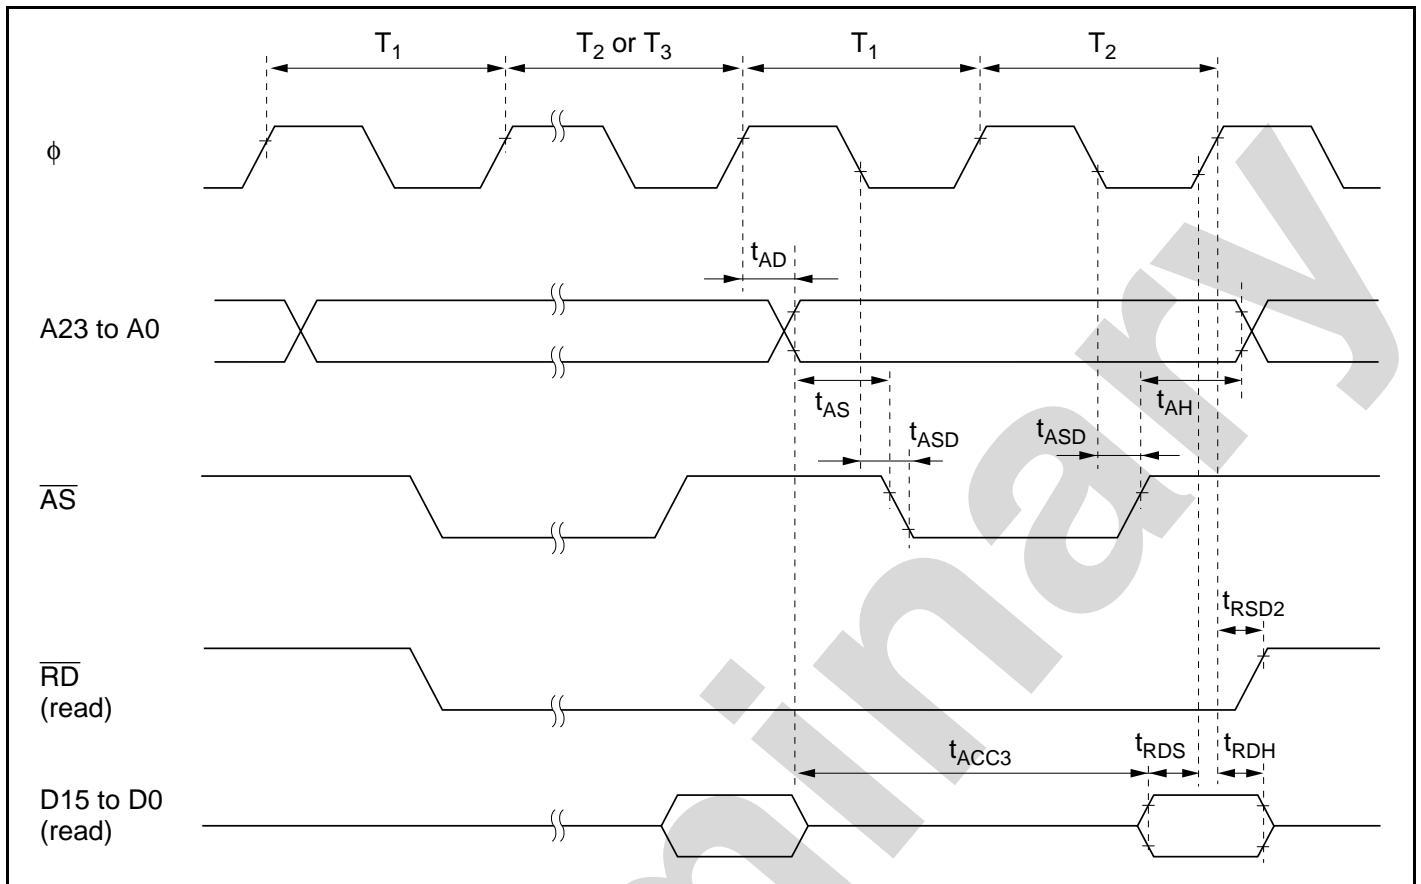 T1 T2 or T3 T1 T2
ϕ
tAD
A23 to A0
tAS tAH
tASD tASD
AS
tRSD2
RD
(read)
tACC3 tRDS tRDH
D15 to D0
(read)
minary